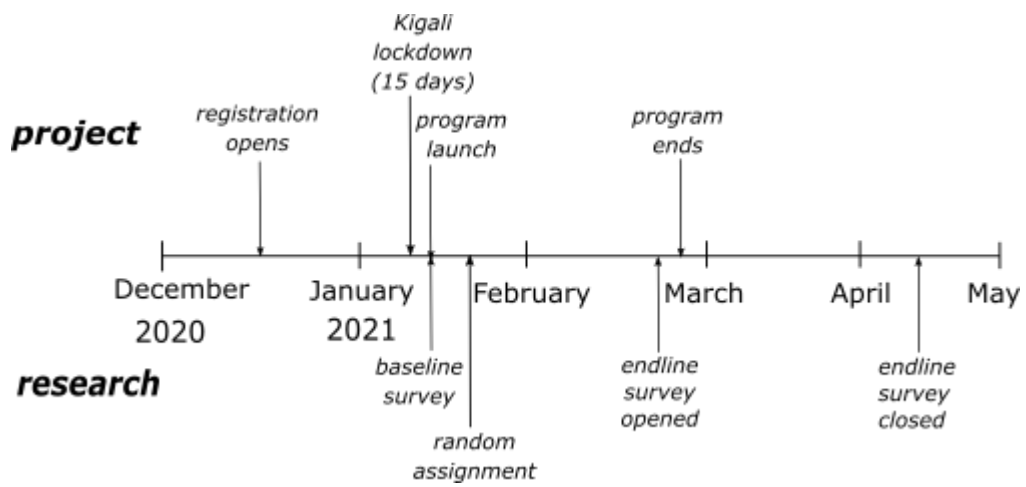 Kigali
lockdown
(15 days)
registration
opens
program
launch
program
ends
project
December
2020
January
2021
February
March
April
May
research
baseline
survey
random
assignment
endline
survey
opened
endline
survey
closed